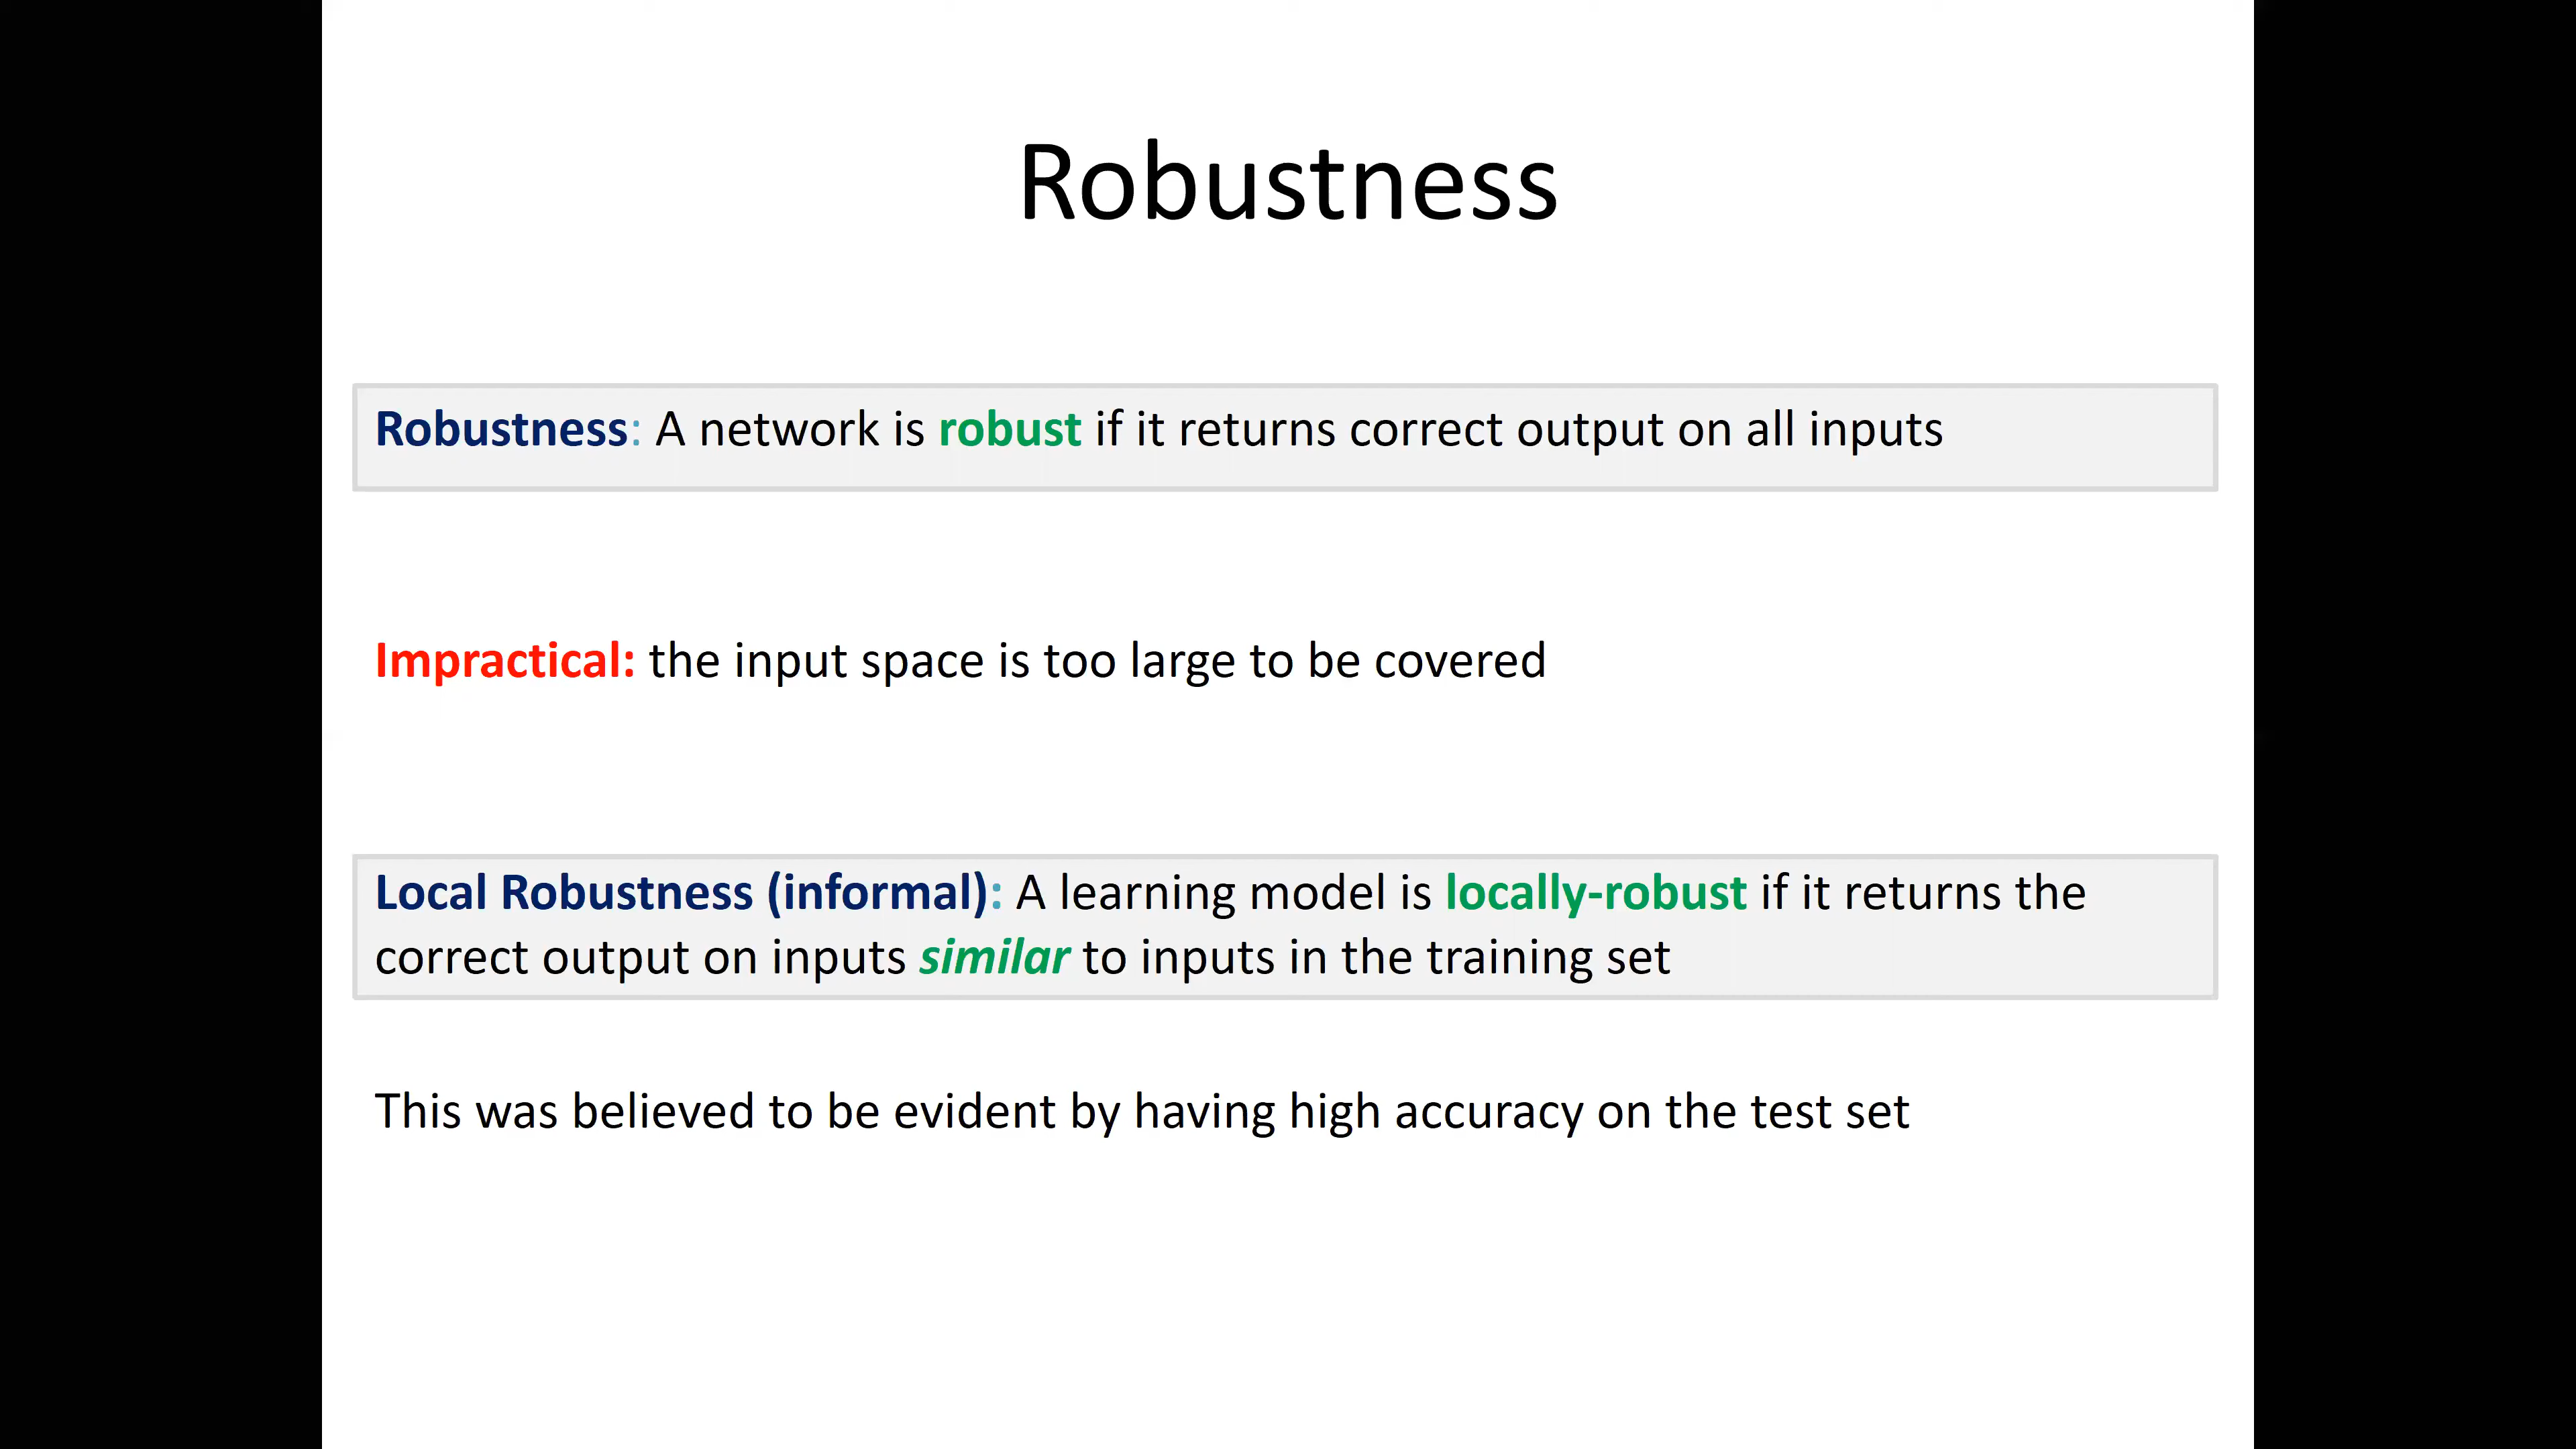 Robustness
Robustness: A network is robust if it returns correct output on all inputs
Impractical: the input space is too large to be covered
Local Robustness (informal): A learning model is locally-robust if it returns the
correct output on inputs similar to inputs in the training set
This was believed to be evident by having high accuracy on the test set